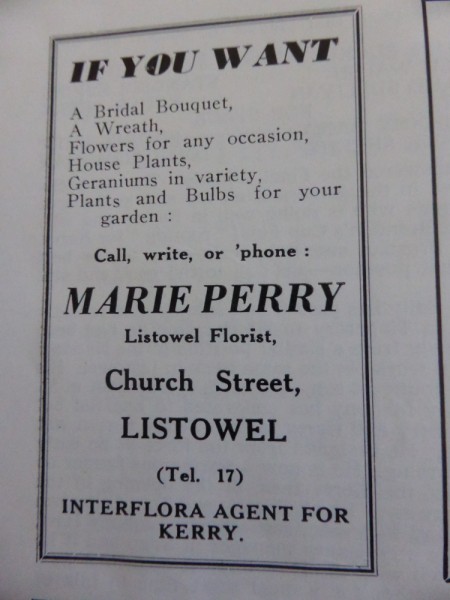 IF YOU WANT
A Bridal Bouquet,
A Wreath,
Flowers for any occasion,
House Plants,
Geraniums in variety,
Plants and Bulbs for your
garden :
Call, write, or 'phone :
MARIE PERRY
Listowel Florist,
Church Street,
LISTOWEL
(Tel. 17)
INTERFLORA AGENT FOR
KERRY.